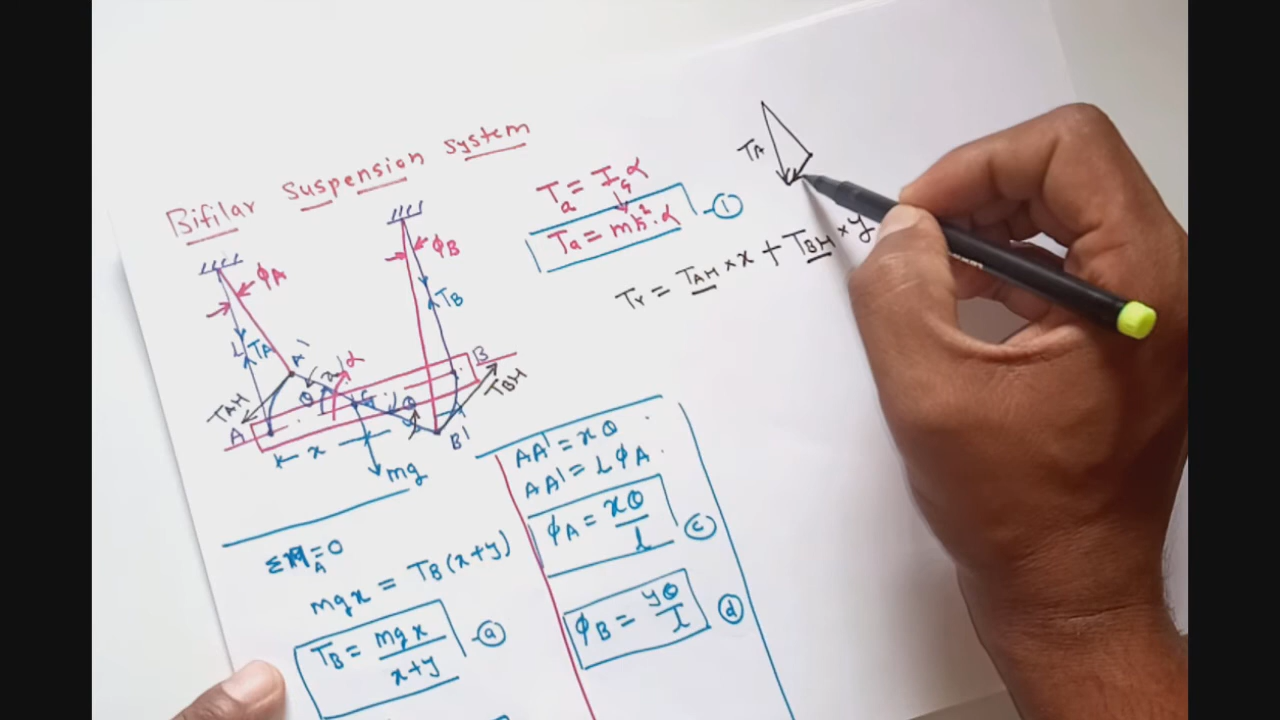 Bifilar Suspension System
ϕA
ϕB
TB
L
TA
A'
α
TAH
θ
G
θ
B
TBH
A
x
B'
mg
Ta = IG α
Ta = mk². α -①
TA
Tr = TAH × x + TBH × y
ΣMA = 0
mgx = TB (x+y)
TB = mgx / x+y -ⓐ
AA' = xθ
AA' = LϕA
ϕA = xθ / L ⓒ
ϕB = yθ / L ⓓ